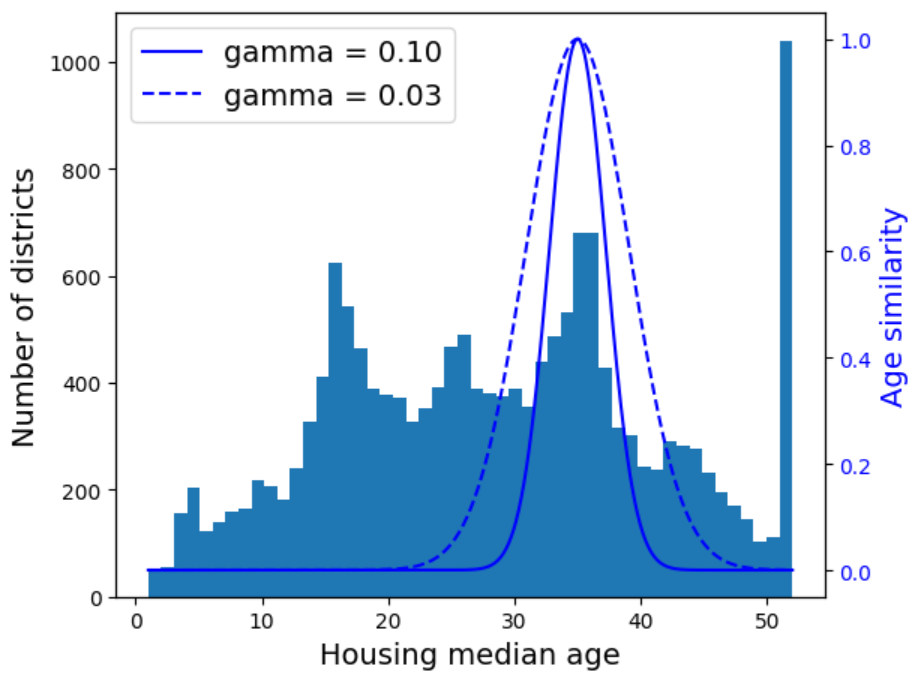 gamma = 0.10
gamma = 0.03
Number of districts
1000
800
600
400
200
0
1.0
0.8
0.6
0.4
0.2
0.0
Age similarity
0 10 20 30 40 50
Housing median age